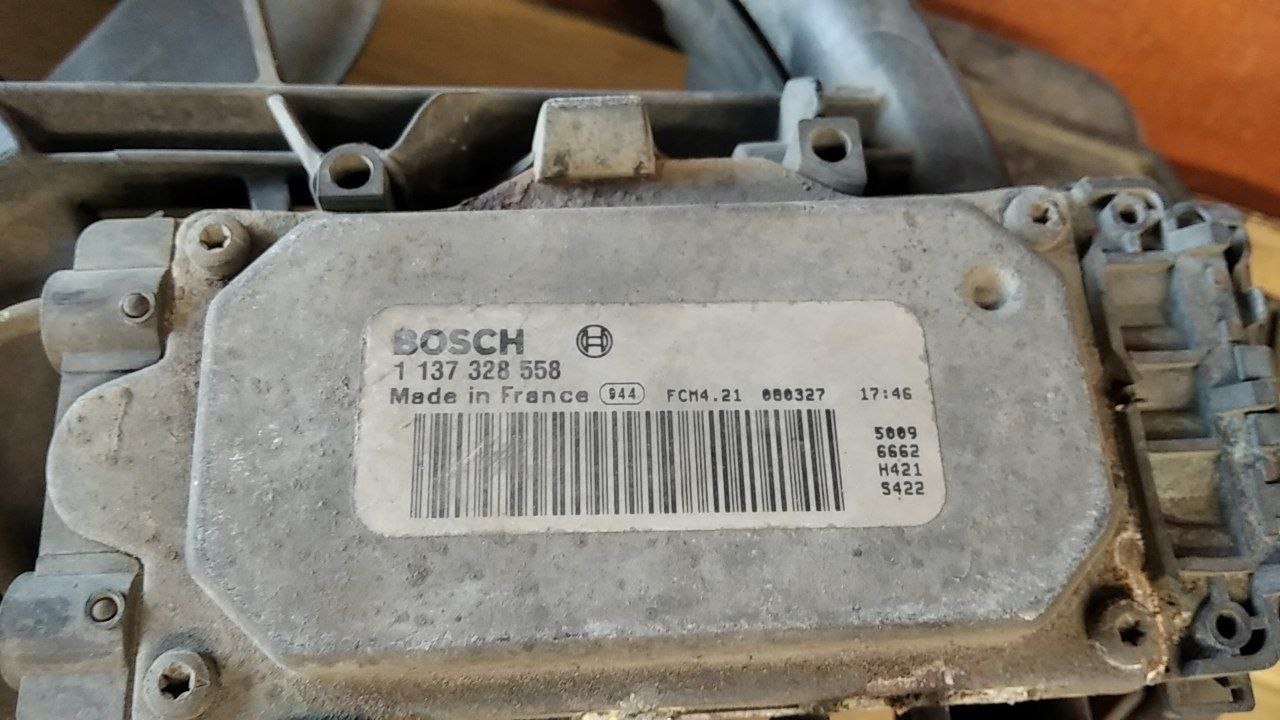 BOSCH
1 137 328 558
Made in France 944 FCM4.21 080327 17:46
5009
6662
H421
S422